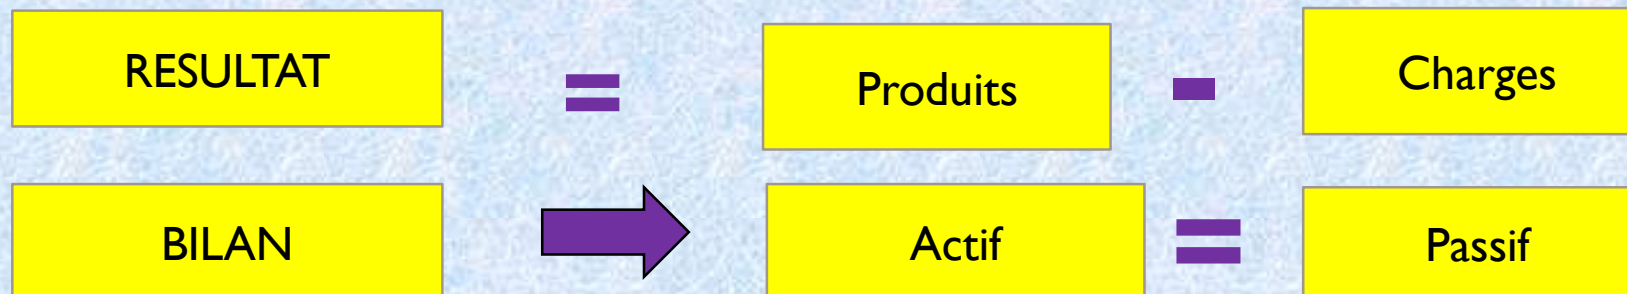 RESULTAT = Produits - Charges
BILAN Actif = Passif